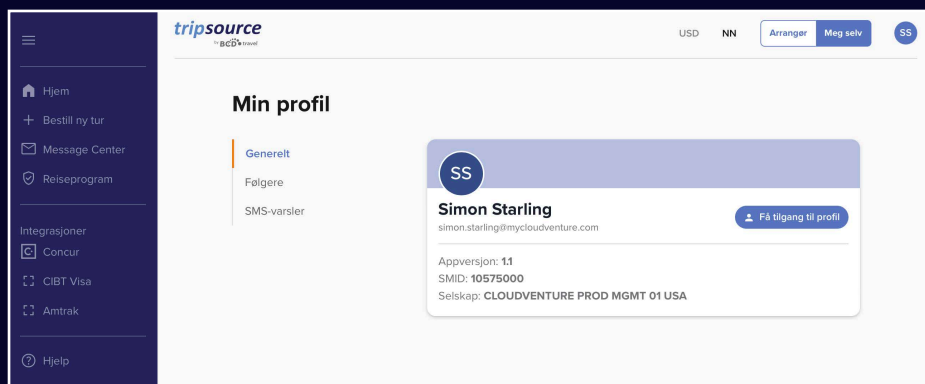 tripsource
by BCD travel
USD
NN
Arrangør
Meg selv
SS
Hjem
Bestill ny tur
Message Center
Reiseprogram
Integrasjoner
Concur
CIBT Visa
Amtrak
Hjelp
Min profil
Generelt
Følgere
SMS-varsler
SS
Simon Starling
simon.starling@mycloudventure.com
Få tilgang til profil
Appversjon: 1.1
SMID: 10575000
Selskap: CLOUDVENTURE PROD MGMT 01 USA